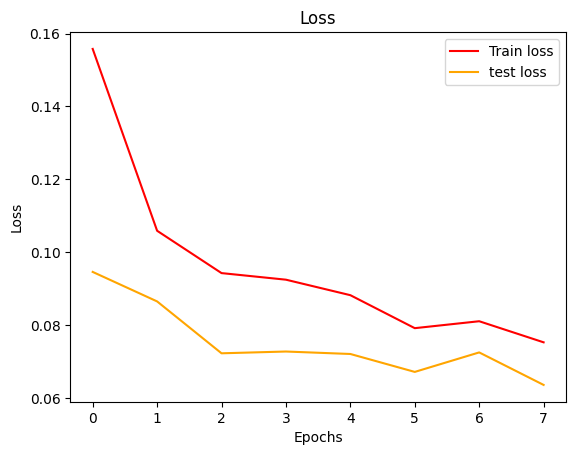 Loss
0.16
0.14
0.12
0.10
0.08
0.06
Loss
Train loss
test loss
0 1 2 3 4 5 6 7
Epochs